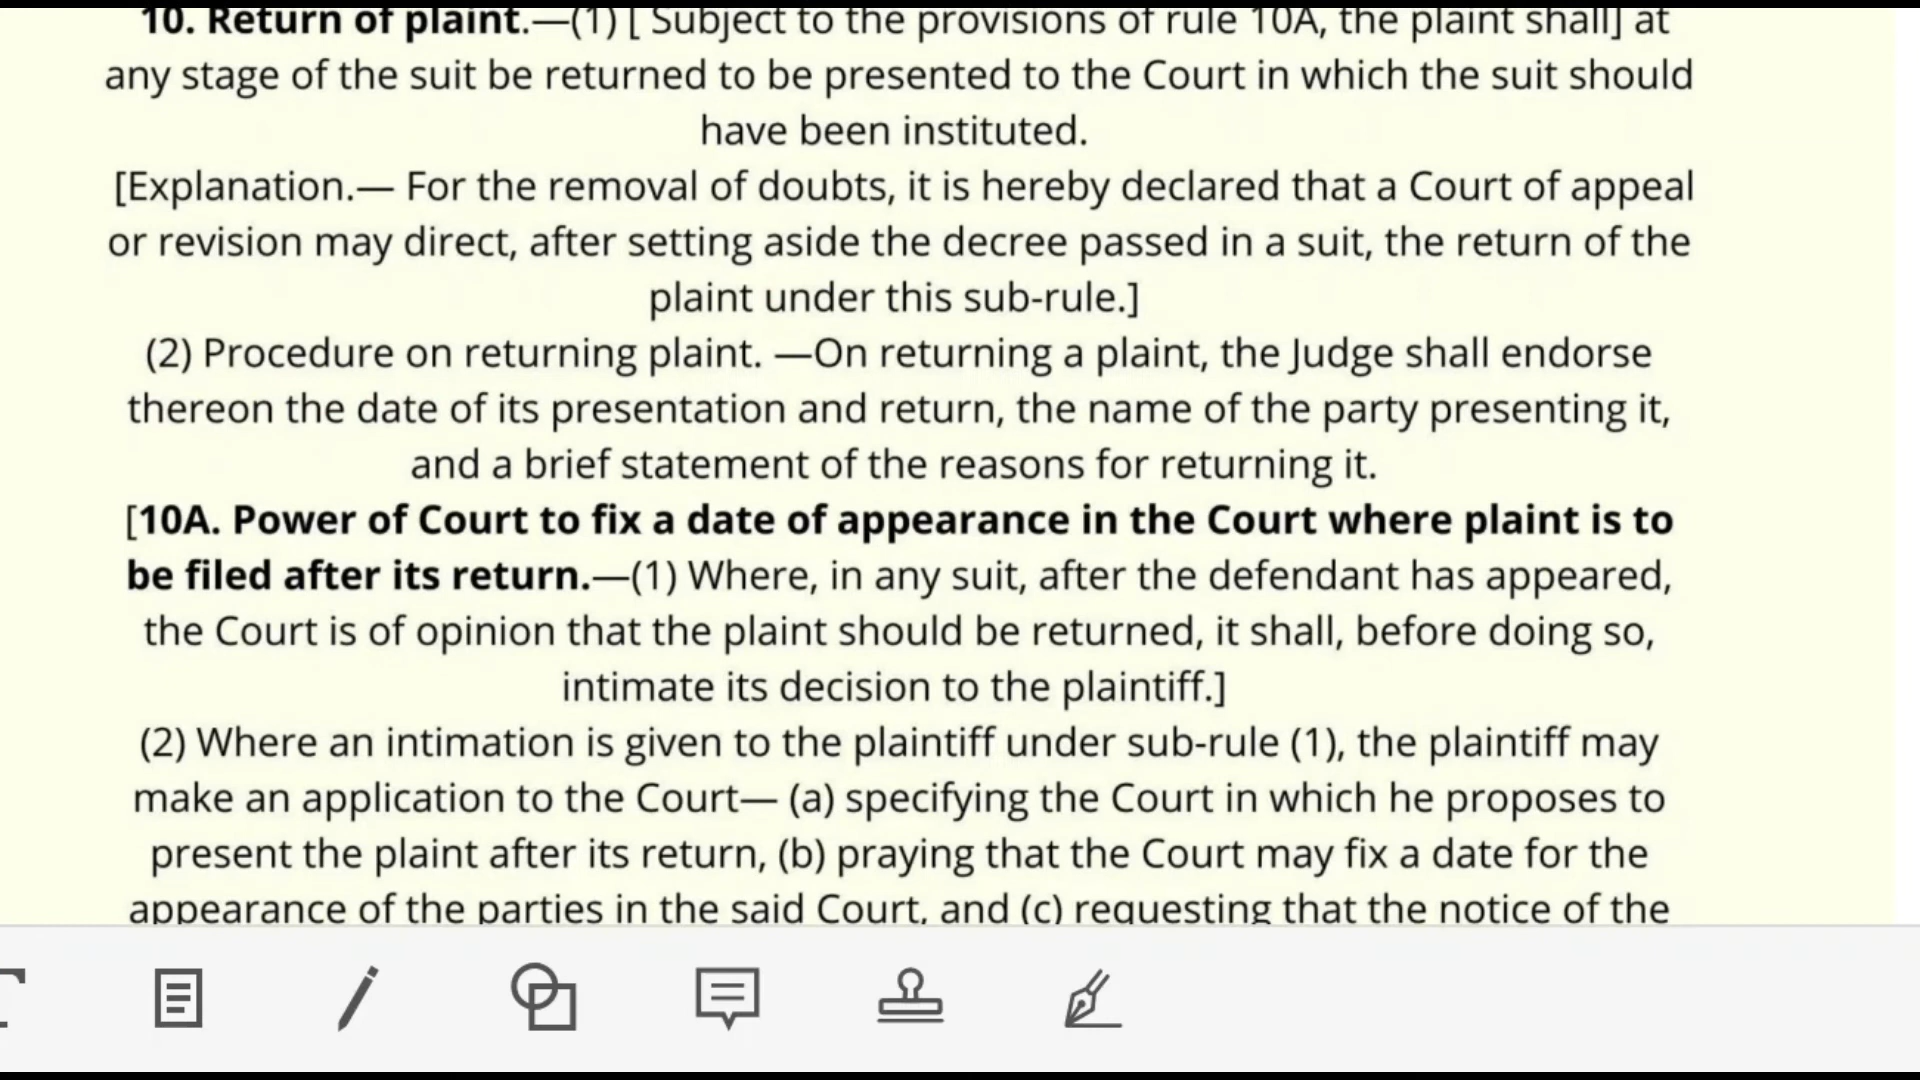 10. Return of plaint.—(1) [ Subject to the provisions of rule 10A, the plaint shall] at
any stage of the suit be returned to be presented to the Court in which the suit should
have been instituted.
[Explanation.— For the removal of doubts, it is hereby declared that a Court of appeal
or revision may direct, after setting aside the decree passed in a suit, the return of the
plaint under this sub-rule.]
(2) Procedure on returning plaint. —On returning a plaint, the Judge shall endorse
thereon the date of its presentation and return, the name of the party presenting it,
and a brief statement of the reasons for returning it.
[10A. Power of Court to fix a date of appearance in the Court where plaint is to
be filed after its return.—(1) Where, in any suit, after the defendant has appeared,
the Court is of opinion that the plaint should be returned, it shall, before doing so,
intimate its decision to the plaintiff.]
(2) Where an intimation is given to the plaintiff under sub-rule (1), the plaintiff may
make an application to the Court— (a) specifying the Court in which he proposes to
present the plaint after its return, (b) praying that the Court may fix a date for the
appearance of the parties in the said Court, and (c) requesting that the notice of the